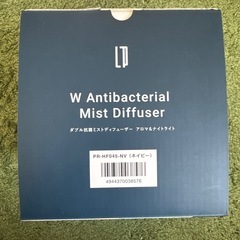 W Antibacterial
Mist Diffuser
ダブル抗菌ミストディフューザー アロマ&ナイトライト
PR-HF045-NV（ネイビー）
4944370038576